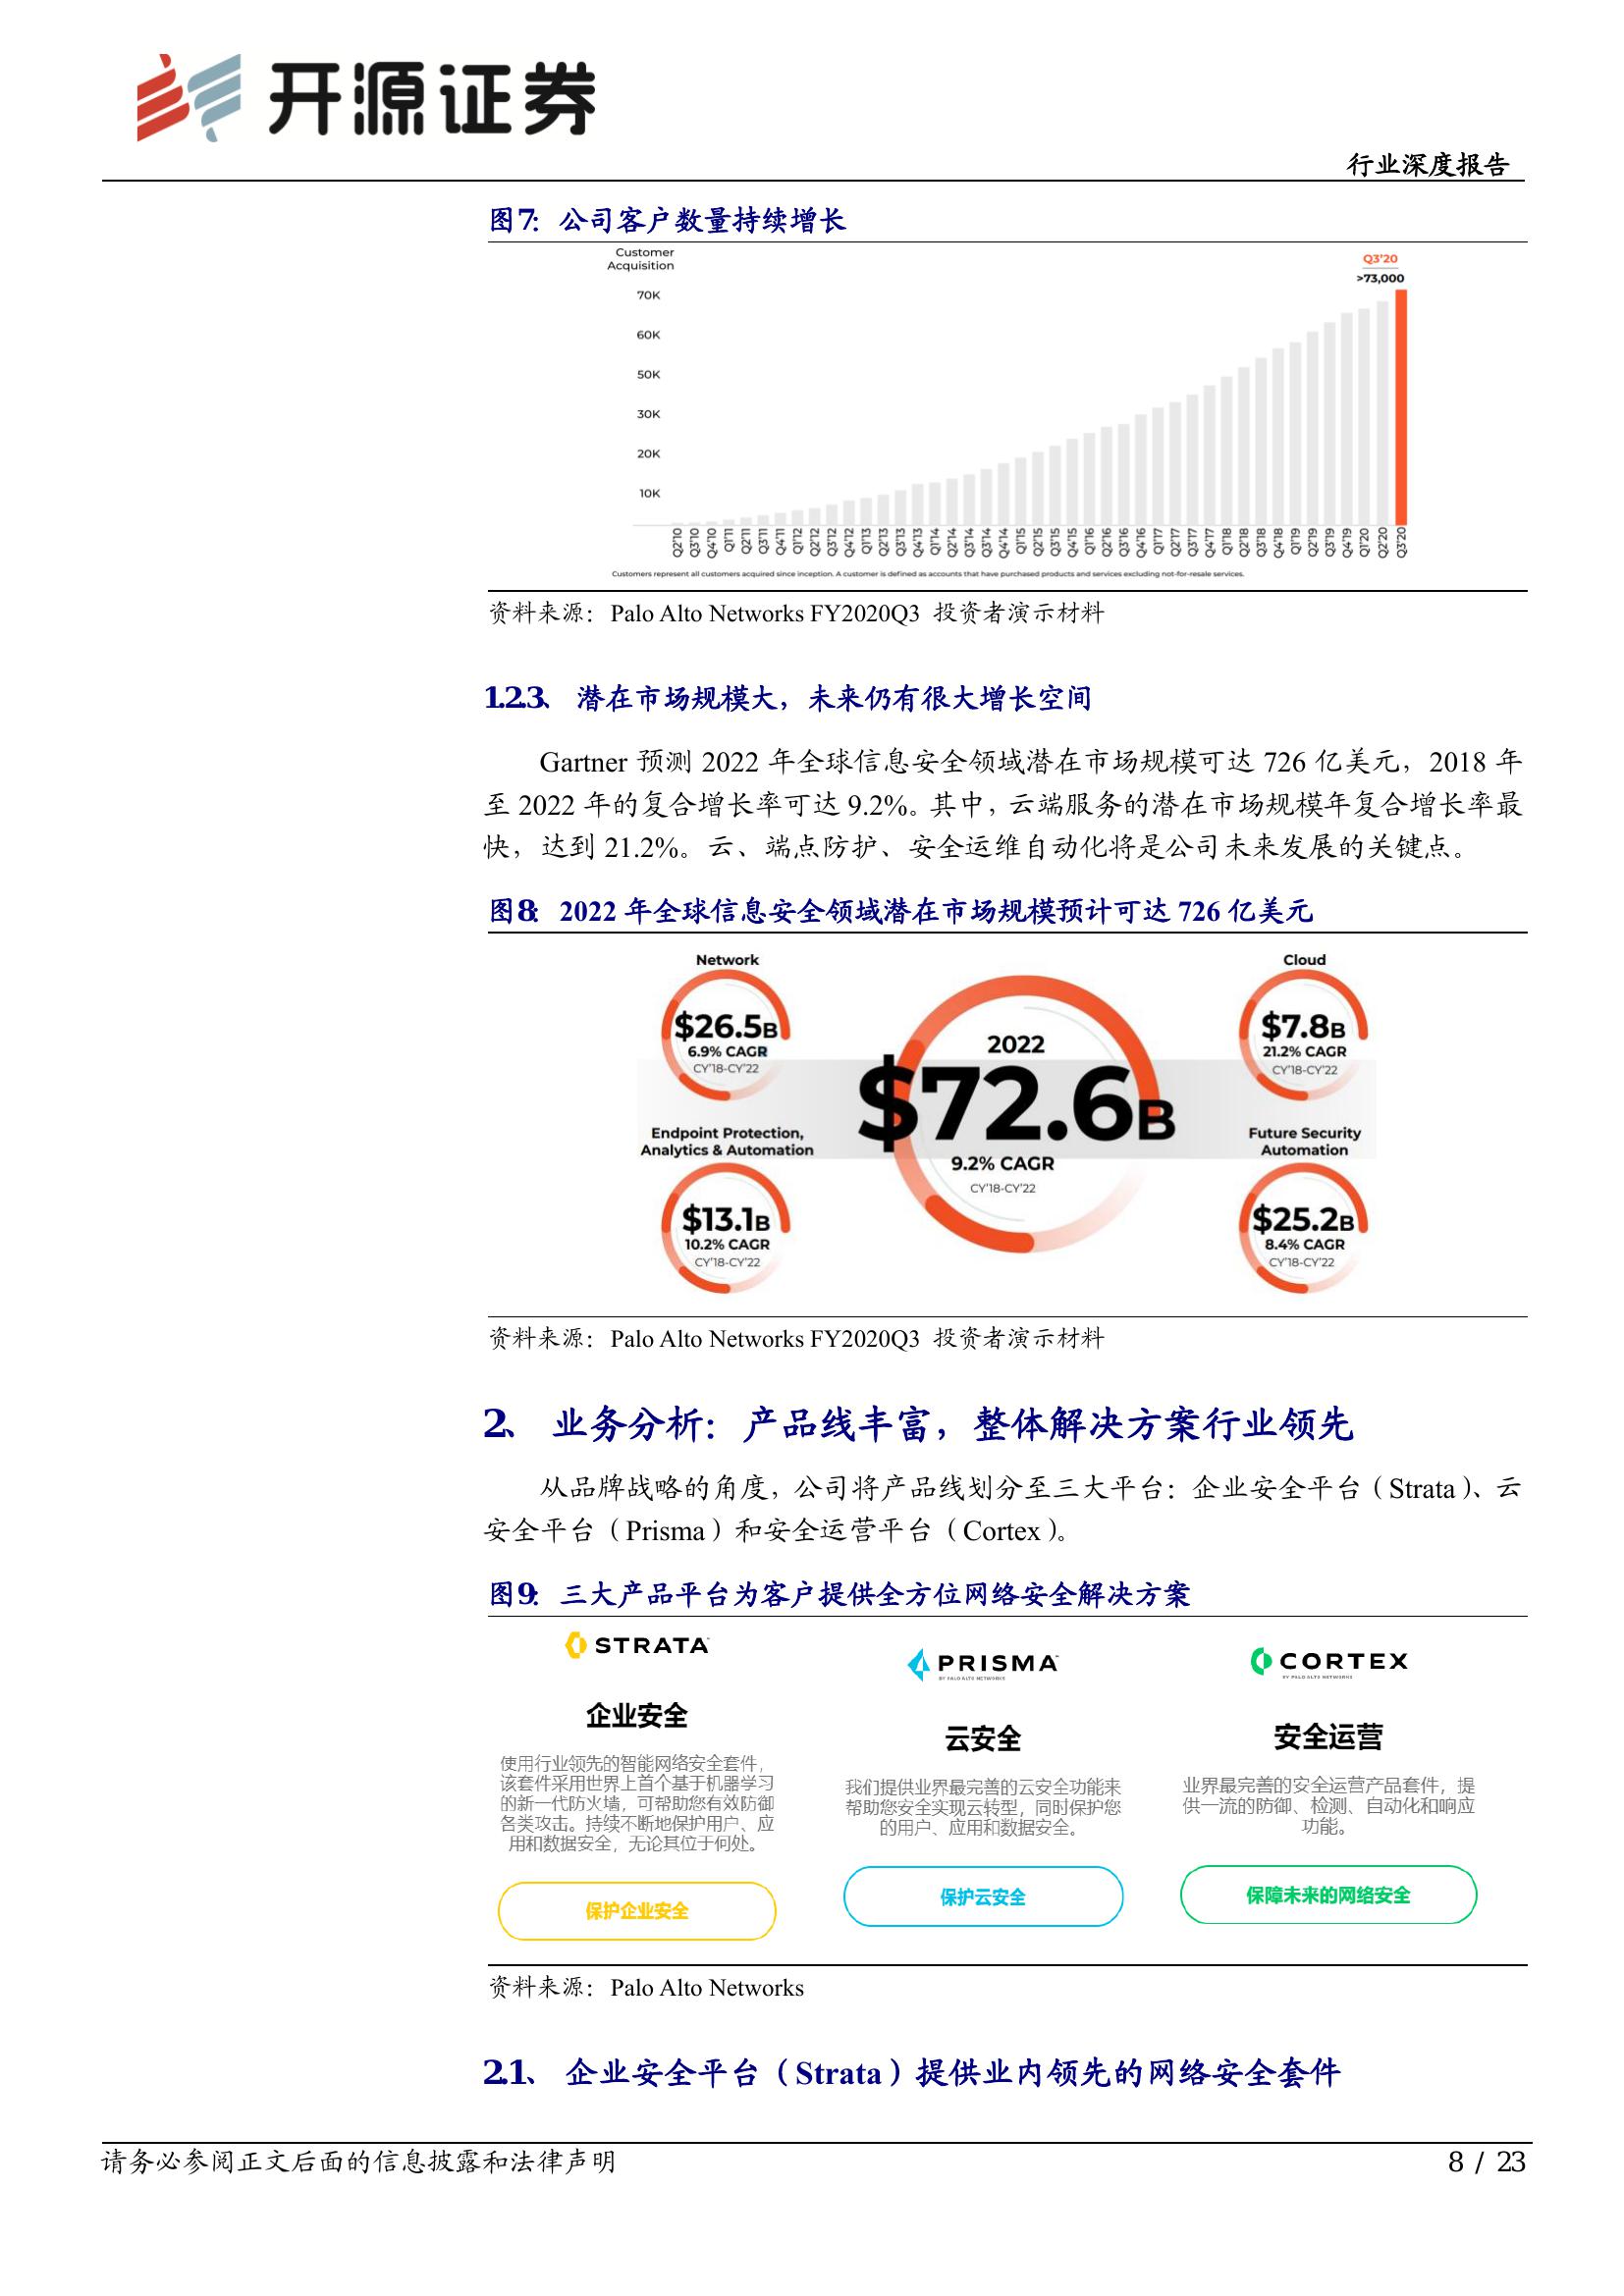 开源证券
行业深度报告
图7： 公司客户数量持续增长
Customer
Acquisition
Q3'20
>73,000
70K
60K
50K
30K
20K
10K
Q2'10 Q3'10 Q4'10 Q1'11 Q2'11 Q3'11 Q4'11 Q1'12 Q2'12 Q3'12 Q4'12 Q1'13 Q2'13 Q3'13 Q4'13 Q1'14 Q2'14 Q3'14 Q4'14 Q1'15 Q2'15 Q3'15 Q4'15 Q1'16 Q2'16 Q3'16 Q4'16 Q1'17 Q2'17 Q3'17 Q4'17 Q1'18 Q2'18 Q3'18 Q4'18 Q1'19 Q2'19 Q3'19 Q4'19 Q1'20 Q2'20 Q3'20
Customers represent all customers acquired since inception. A customer is defined as accounts that have purchased products and services excluding not-for-resale services.
资料来源：Palo Alto Networks FY2020Q3 投资者演示材料
1.2.3、 潜在市场规模大，未来仍有很大增长空间
Gartner 预测 2022 年全球信息安全领域潜在市场规模可达 726 亿美元，2018 年
至 2022 年的复合增长率可达 9.2%。其中，云端服务的潜在市场规模年复合增长率最
快，达到 21.2%。云、端点防护、安全运维自动化将是公司未来发展的关键点。
图8： 2022 年全球信息安全领域潜在市场规模预计可达 726 亿美元
Network
$26.5B
6.9% CAGR
CY'18-CY'22
Endpoint Protection,
Analytics & Automation
$13.1B
10.2% CAGR
CY'18-CY'22
2022
$72.6B
9.2% CAGR
CY'18-CY'22
Cloud
$7.8B
21.2% CAGR
CY'18-CY'22
Future Security
Automation
$25.2B
8.4% CAGR
CY'18-CY'22
资料来源：Palo Alto Networks FY2020Q3 投资者演示材料
2、 业务分析：产品线丰富，整体解决方案行业领先
从品牌战略的角度，公司将产品线划分至三大平台：企业安全平台（Strata）、云
安全平台（Prisma）和安全运营平台（Cortex）。
图9： 三大产品平台为客户提供全方位网络安全解决方案
STRATA
企业安全
使用行业领先的智能网络安全套件，
该套件采用世界上首个基于机器学习
的新一代防火墙，可帮助您有效防御
各类攻击。持续不断地保护用户、应
用和数据安全，无论其位于何处。
保护企业安全
PRISMA
BY PALO ALTO NETWORKS
云安全
我们提供业界最完善的云安全功能来
帮助您安全实现云转型，同时保护您
的用户、应用和数据安全。
保护云安全
CORTEX
BY PALO ALTO NETWORKS
安全运营
业界最完善的安全运营产品套件，提
供一流的防御、检测、自动化和响应
功能。
保障未来的网络安全
资料来源：Palo Alto Networks
2.1、 企业安全平台（Strata）提供业内领先的网络安全套件
请务必参阅正文后面的信息披露和法律声明
8 / 23